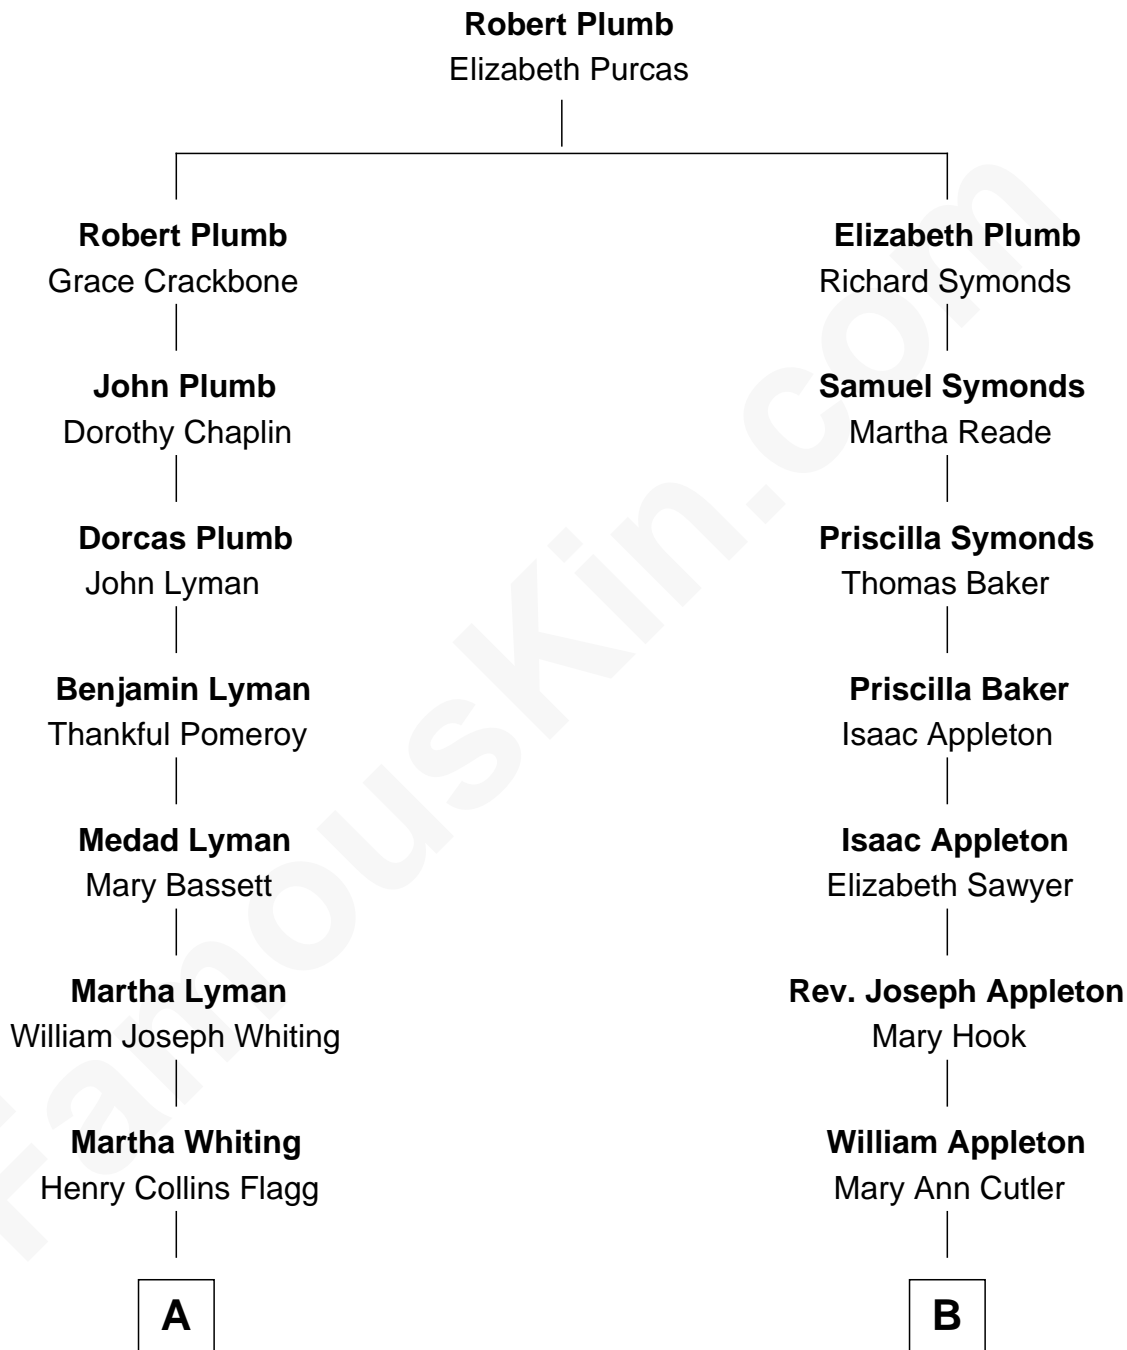 Robert Plumb
Elizabeth Purcas
Robert Plumb
Grace Crackbone
John Plumb
Dorothy Chaplin
Dorcas Plumb
John Lyman
Benjamin Lyman
Thankful Pomeroy
Medad Lyman
Mary Bassett
Martha Lyman
William Joseph Whiting
Martha Whiting
Henry Collins Flagg
A
Elizabeth Plumb
Richard Symonds
Samuel Symonds
Martha Reade
Priscilla Symonds
Thomas Baker
Priscilla Baker
Isaac Appleton
Isaac Appleton
Elizabeth Sawyer
Rev. Joseph Appleton
Mary Hook
William Appleton
Mary Ann Cutler
B
FamousKin.com